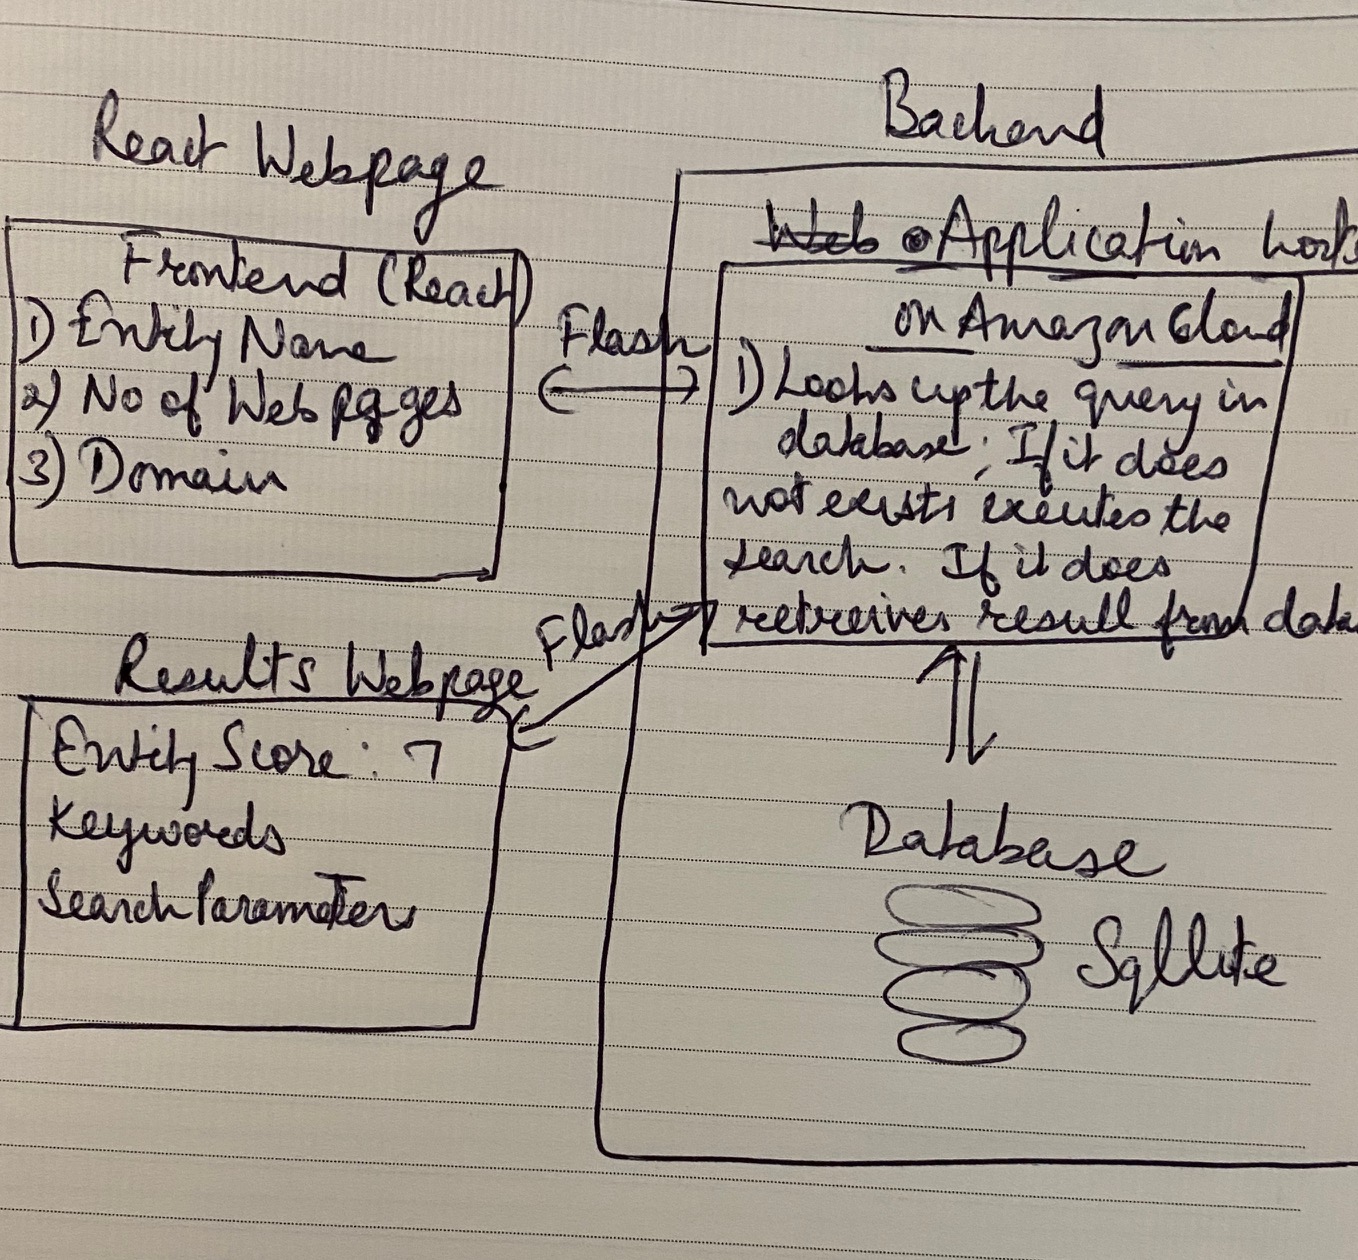 React Webpage
Frontend (React)
1) Entity Name
2) No of Web pages
3) Domain
Flash
Backend
Web Application hosts
on Amazon Cloud
1) Looks up the query in
database; If it does
not exists executes the
search. If it does
retreives result from data
Flash
Results Webpage
Entity Score: 7
Keywords
Search Parameters
Database
Sqllite